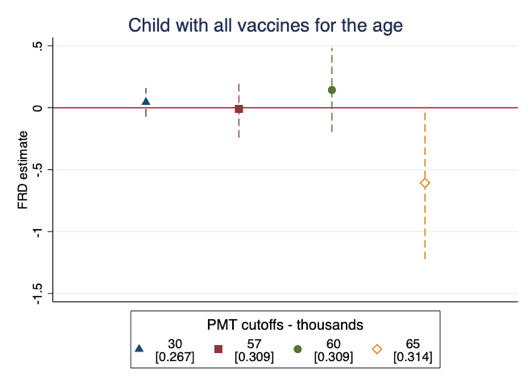 Child with all vaccines for the age
FRD estimate
.5
0
-.5
-1
-1.5
PMT cutoffs - thousands
30 57 60 65
[0.267] [0.309] [0.309] [0.314]